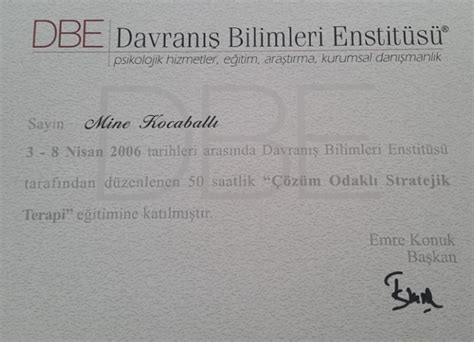 DBE Davranış Bilimleri Enstitüsü®
psikolojik hizmetler, eğitim, araştırma, kurumsal danışmanlık
DBE
Sayın Mine Kocaballı
3 - 8 Nisan 2006 tarihleri arasında Davranış Bilimleri Enstitüsü
tarafından düzenlenen 50 saatlik “Çözüm Odaklı Stratejik
Terapi” eğitimine katılmıştır.
Emre Konuk
Başkan